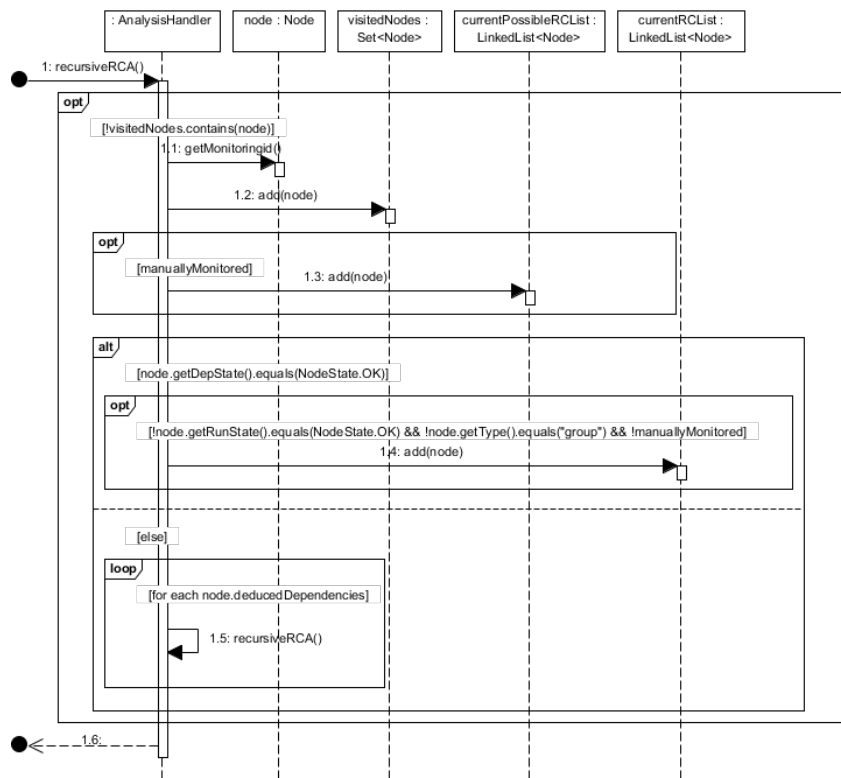 : AnalysisHandler
node : Node
visitedNodes :
Set<Node>
currentPossibleRCList :
LinkedList<Node>
currentRCList :
LinkedList<Node>
1: recursiveRCA()
opt
[!visitedNodes.contains(node)]
1.1: getMonitoringid()
1.2: add(node)
opt
[manuallyMonitored]
1.3: add(node)
alt
[node.getDepState().equals(NodeState.OK)]
opt
[!node.getRunState().equals(NodeState.OK) && !node.getType().equals("group") && !manuallyMonitored]
1.4: add(node)
[else]
loop
[for each node.deducedDependencies]
1.5: recursiveRCA()
1.6: